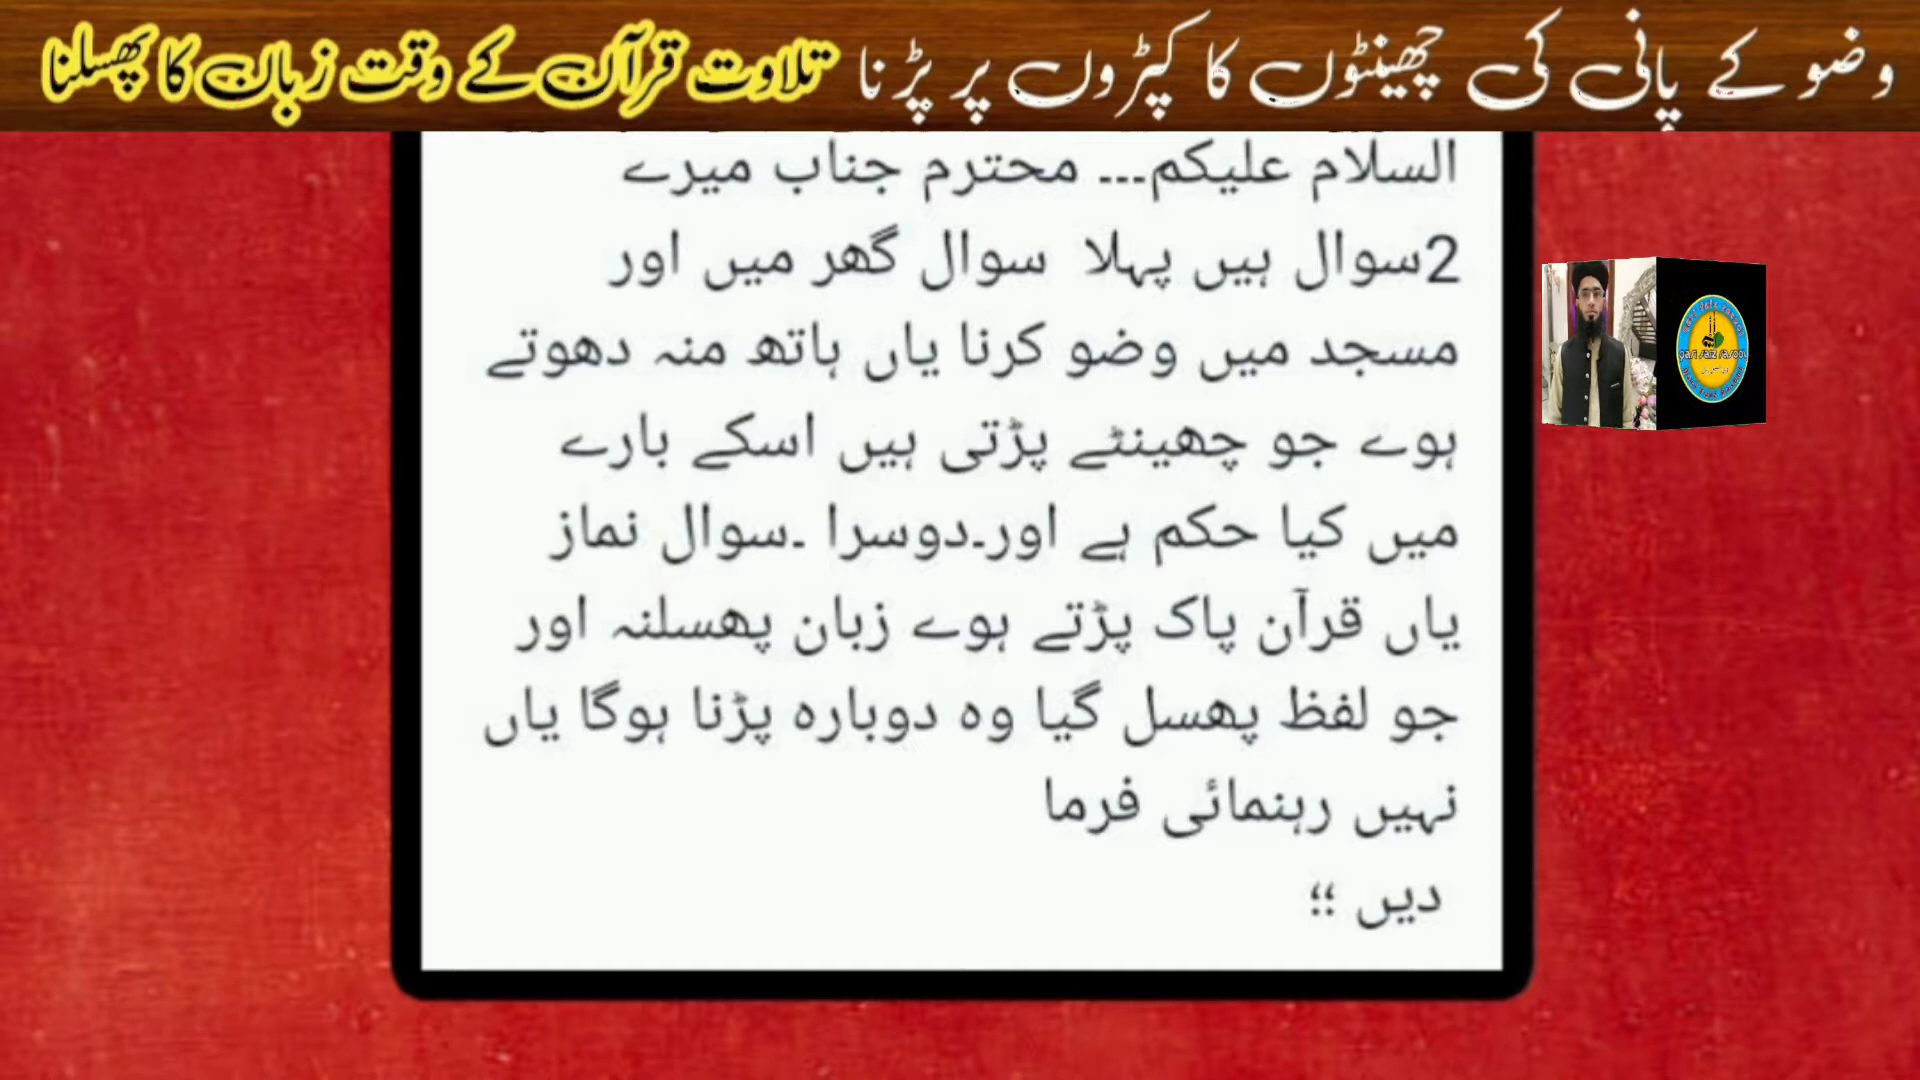 وضو کے پانی کی چھینٹوں کا کپڑوں پر پڑنا تلاوت قرآن کے وقت زبان کا پھسلنا
السلام علیکم... محترم جناب میرے
2سوال ہیں پہلا سوال گھر میں اور
مسجد میں وضو کرنا یاں ہاتھ منہ دھوتے
ہوے جو چھینٹے پڑتی ہیں اسکے بارے
میں کیا حکم ہے اور۔دوسرا ۔سوال نماز
یاں قرآن پاک پڑتے ہوے زبان پھسلنہ اور
جو لفظ پھسل گیا وہ دوبارہ پڑنا ہوگا یاں
نہیں رہنمائی فرما
دیں ؛؛